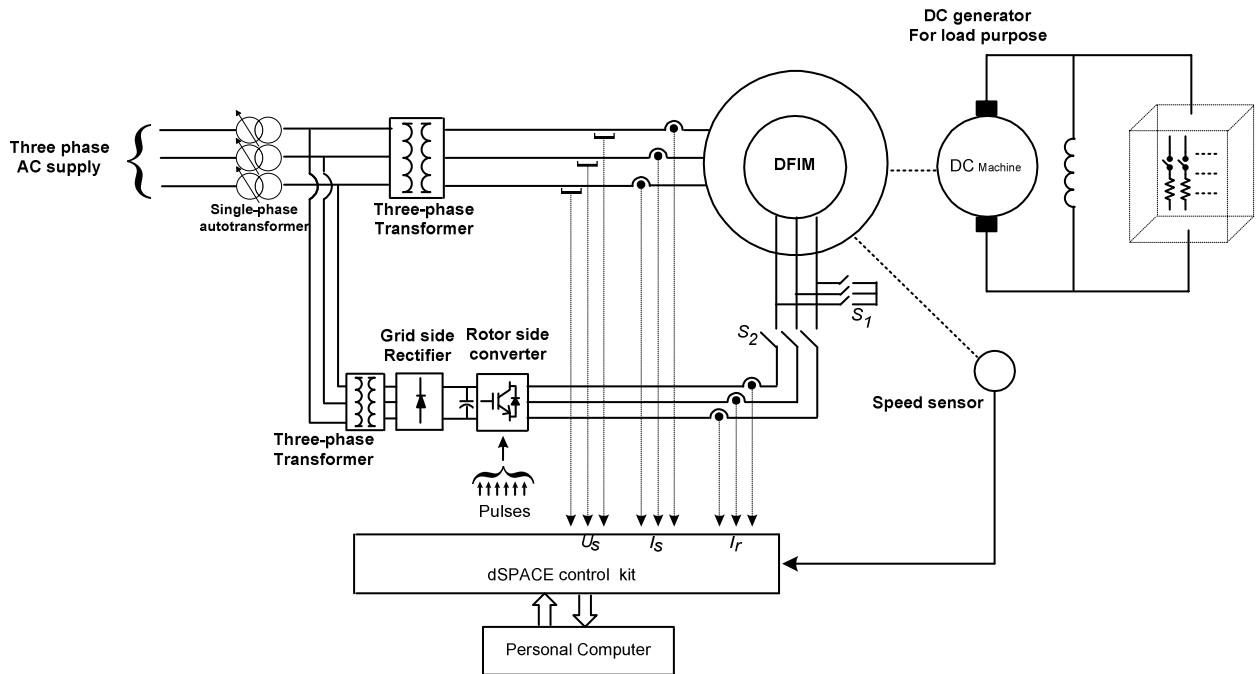 DC generator
For load purpose
Three phase
AC supply
Single-phase
autotransformer
Three-phase
Transformer
DFIM
DC Machine
S1
S2
Grid side
Rectifier
Rotor side
converter
Speed sensor
Three-phase
Transformer
Pulses
Us
Is
Ir
dSPACE control kit
Personal Computer